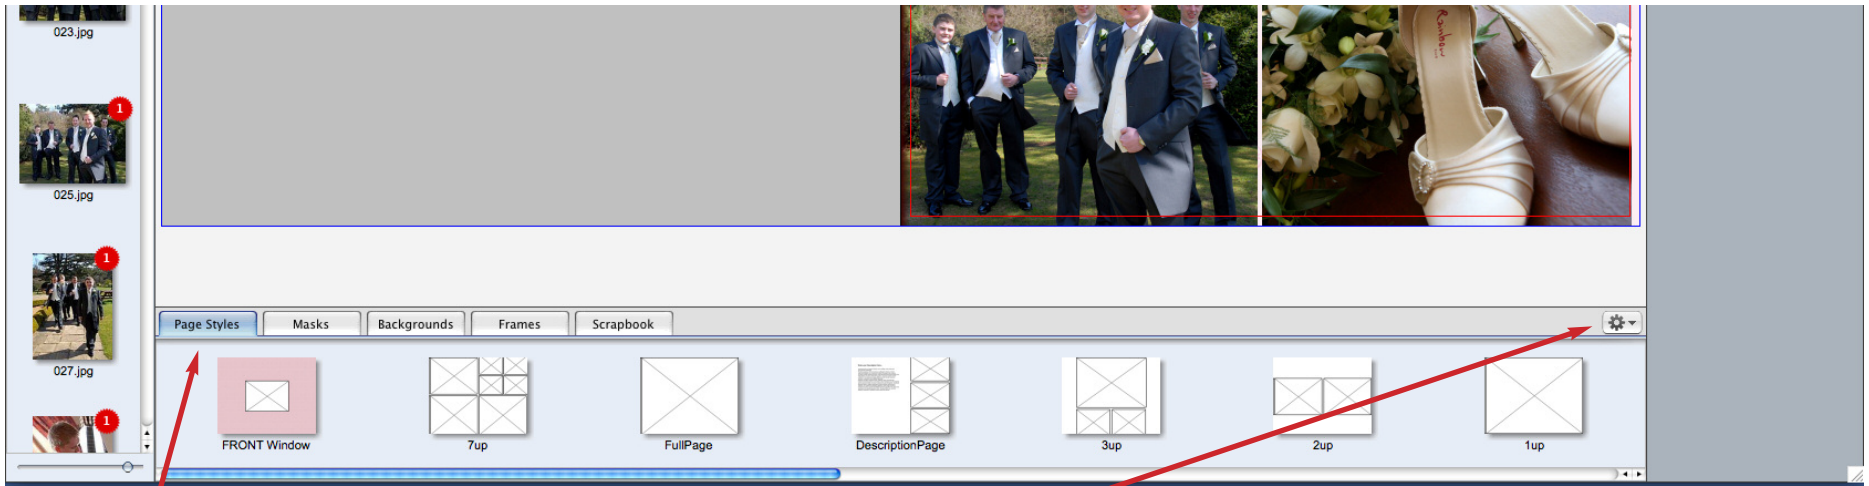 023.jpg
1
025.jpg
1
027.jpg
1
Rainbow
Page Styles
Masks
Backgrounds
Frames
Scrapbook
FRONT Window
7up
FullPage
DescriptionPage
3up
2up
1up